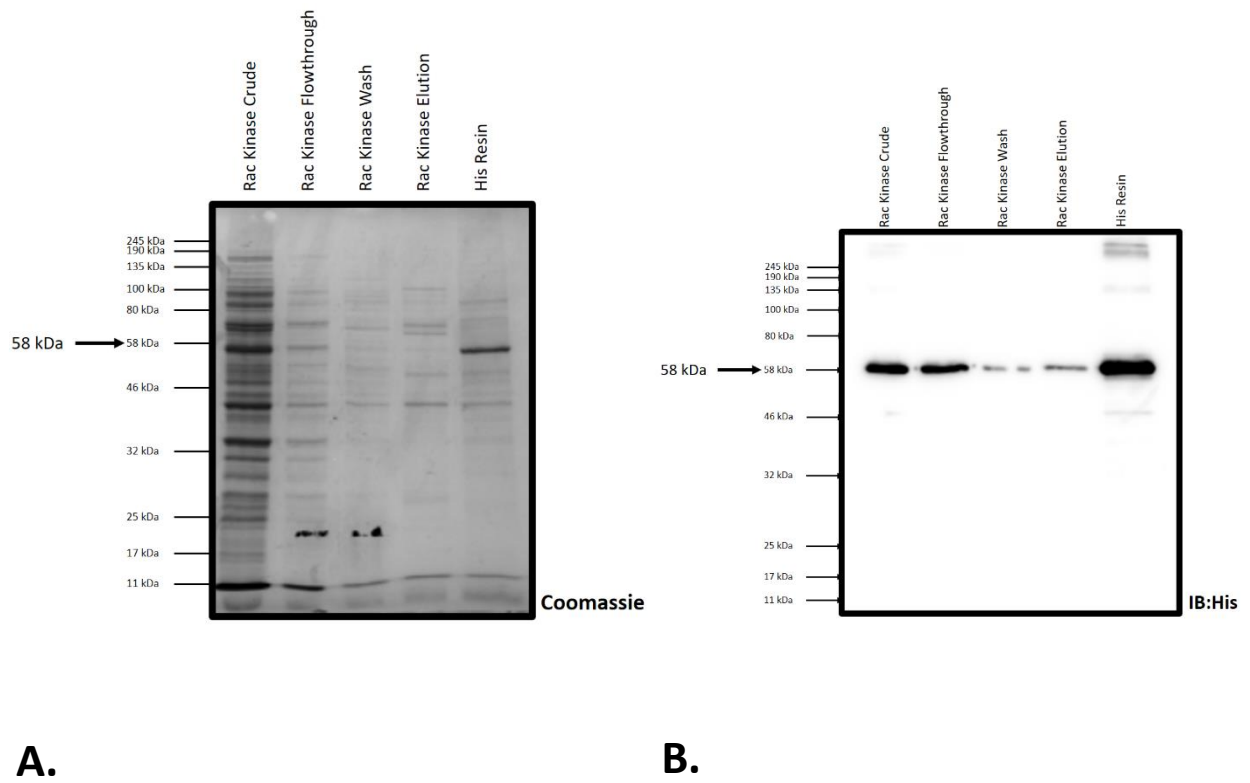 Rac Kinase Crude
Rac Kinase Flowthrough
Rac Kinase Wash
Rac Kinase Elution
His Resin
245 kDa
190 kDa
135 kDa
100 kDa
80 kDa
58 kDa
58 kDa
46 kDa
32 kDa
25 kDa
17 kDa
11 kDa
Coomassie
A.
Rac Kinase Crude
Rac Kinase Flowthrough
Rac Kinase Wash
Rac Kinase Elution
His Resin
245 kDa
190 kDa
135 kDa
100 kDa
80 kDa
58 kDa
58 kDa
46 kDa
32 kDa
25 kDa
17 kDa
11 kDa
IB:His
B.